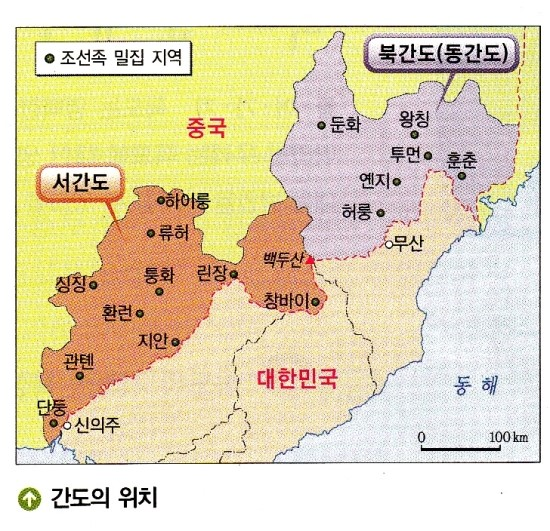 조선족 밀집 지역
북간도(동간도)
중국
둔화
왕칭
투먼
훈춘
옌지
허룽
무산
서간도
하이룽
류허
백두산
린장
퉁화
싱징
창바이
환런
지안
관뎬
대한민국
동해
단둥
신의주
0 100km
간도의 위치